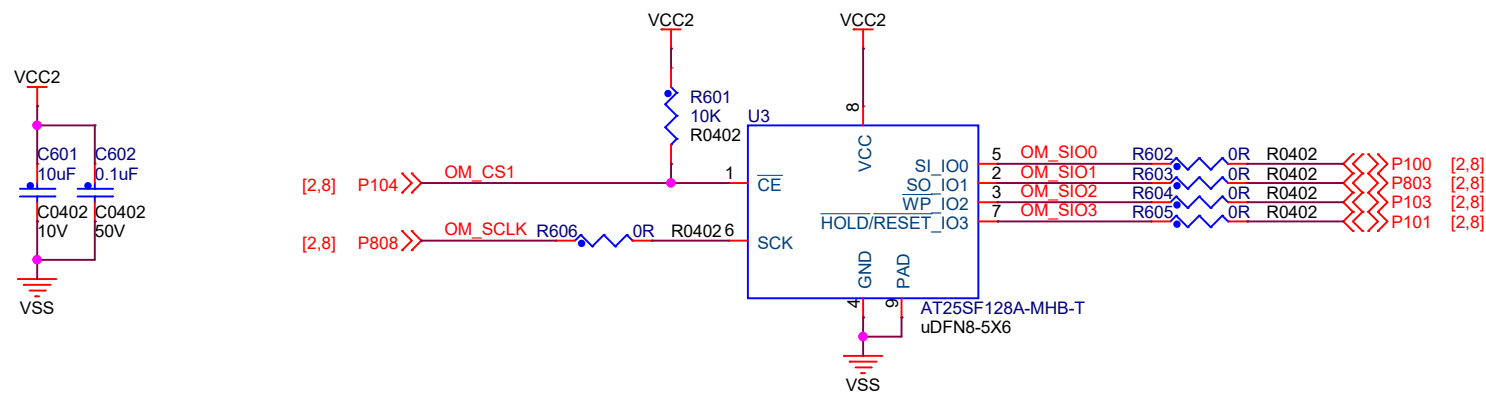 VCC2
VCC2
VCC2
R601
10K
R0402
U3
8
VCC
C601
10uF
C0402
10V
C602
0.1uF
C0402
50V
VSS
[2,8] P104 OM_CS1 1 CE
[2,8] P808 OM_SCLK R606 0R R0402 6 SCK
SI_IO0 5 OM_SIO0 R602 0R R0402 P100 [2,8]
SO_IO1 2 OM_SIO1 R603 0R R0402 P803 [2,8]
WP_IO2 3 OM_SIO2 R604 0R R0402 P103 [2,8]
HOLD/RESET_IO3 7 OM_SIO3 R605 0R R0402 P101 [2,8]
GND
PAD
4
9
AT25SF128A-MHB-T
uDFN8-5X6
VSS